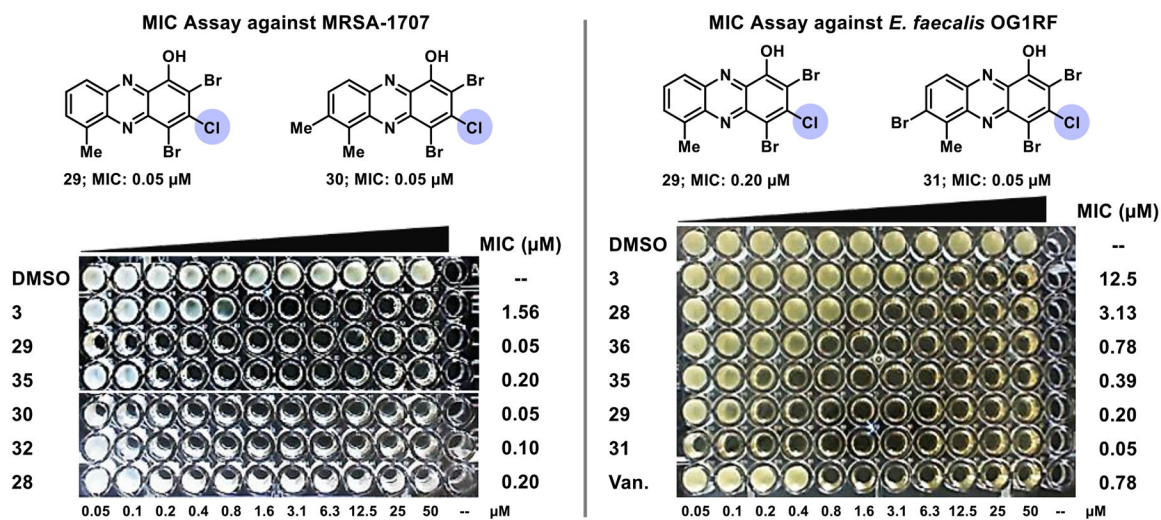 MIC Assay against MRSA-1707
OH
N
Br
N
Cl
Me
Br
29; MIC: 0.05 µM
OH
N
Br
Me
N
Cl
Me
Br
30; MIC: 0.05 µM
MIC (µM)
DMSO --
3 1.56
29 0.05
35 0.20
30 0.05
32 0.10
28 0.20
0.05 0.1 0.2 0.4 0.8 1.6 3.1 6.3 12.5 25 50 -- µM
MIC Assay against E. faecalis OG1RF
OH
N
Br
N
Cl
Me
Br
29; MIC: 0.20 µM
OH
N
Br
Br
N
Cl
Me
Br
31; MIC: 0.05 µM
MIC (µM)
DMSO --
3 12.5
28 3.13
36 0.78
35 0.39
29 0.20
31 0.05
Van. 0.78
0.05 0.1 0.2 0.4 0.8 1.6 3.1 6.3 12.5 25 50 -- µM